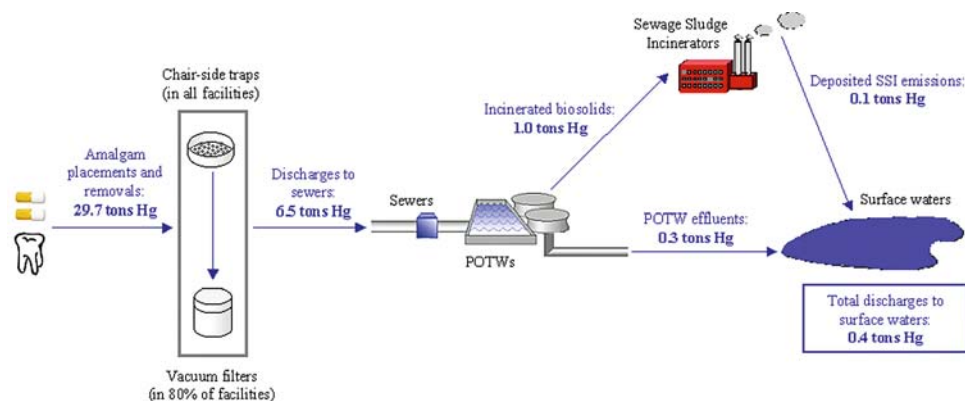 Chair-side traps
(in all facilities)
Amalgam
placements and
removals:
29.7 tons Hg
Vacuum filters
(in 80% of facilities)
Discharges to
sewers:
6.5 tons Hg
Sewers
POTWs
Incinerated biosolids:
1.0 tons Hg
Sewage Sludge
Incinerators
Deposited SSI emissions:
0.1 tons Hg
POTW effluents:
0.3 tons Hg
Surface waters
Total discharges to
surface waters:
0.4 tons Hg